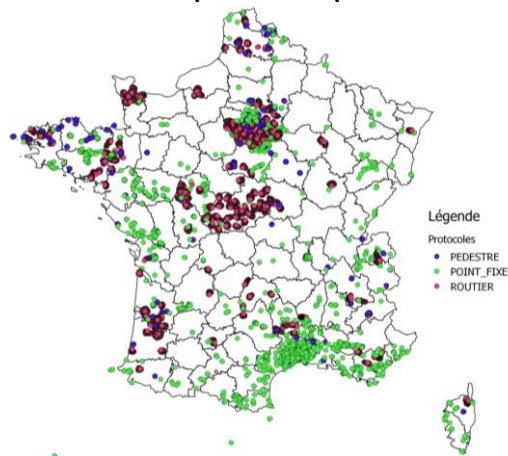 Légende
Protocoles
PEDESTRE
POINT_FIXE
ROUTIER